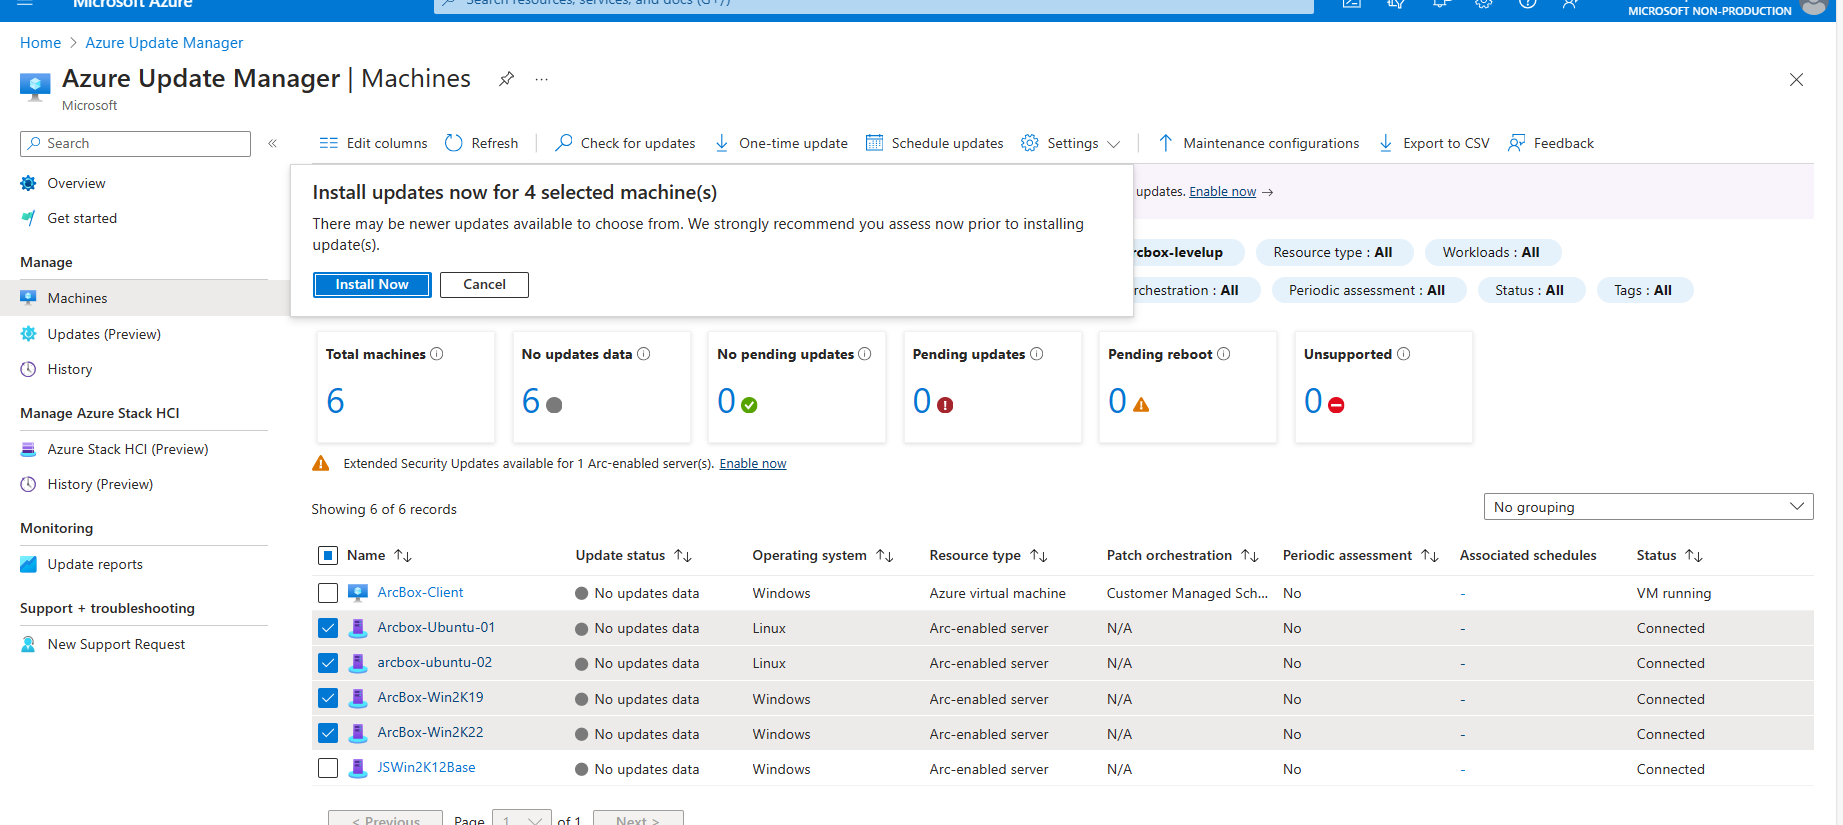 Microsoft Azure
Search resources, services, and docs (G+/)
MICROSOFT NON-PRODUCTION
Home > Azure Update Manager
Azure Update Manager | Machines
...
Microsoft
Search
«
Edit columns
Refresh
Check for updates
One-time update
Schedule updates
Settings
Maintenance configurations
Export to CSV
Feedback
Overview
Get started
Manage
Machines
Updates (Preview)
History
Manage Azure Stack HCI
Azure Stack HCI (Preview)
History (Preview)
Monitoring
Update reports
Support + troubleshooting
New Support Request
Install updates now for 4 selected machine(s)
There may be newer updates available to choose from. We strongly recommend you assess now prior to installing
update(s).
Install Now
Cancel
updates. Enable now →
rcbox-levelup
Resource type : All
Workloads : All
rchestration : All
Periodic assessment : All
Status : All
Tags : All
Total machines
6
No updates data
6
No pending updates
0
Pending updates
0
Pending reboot
0
Unsupported
0
Extended Security Updates available for 1 Arc-enabled server(s). Enable now
Showing 6 of 6 records
No grouping
Name Update status Operating system Resource type Patch orchestration Periodic assessment Associated schedules Status
ArcBox-Client No updates data Windows Azure virtual machine Customer Managed Sch... No - VM running
Arcbox-Ubuntu-01 No updates data Linux Arc-enabled server N/A No - Connected
arcbox-ubuntu-02 No updates data Linux Arc-enabled server N/A No - Connected
ArcBox-Win2K19 No updates data Windows Arc-enabled server N/A No - Connected
ArcBox-Win2K22 No updates data Windows Arc-enabled server N/A No - Connected
JSWin2K12Base No updates data Windows Arc-enabled server N/A No - Connected
< Previous Page 1 of 1 Next >